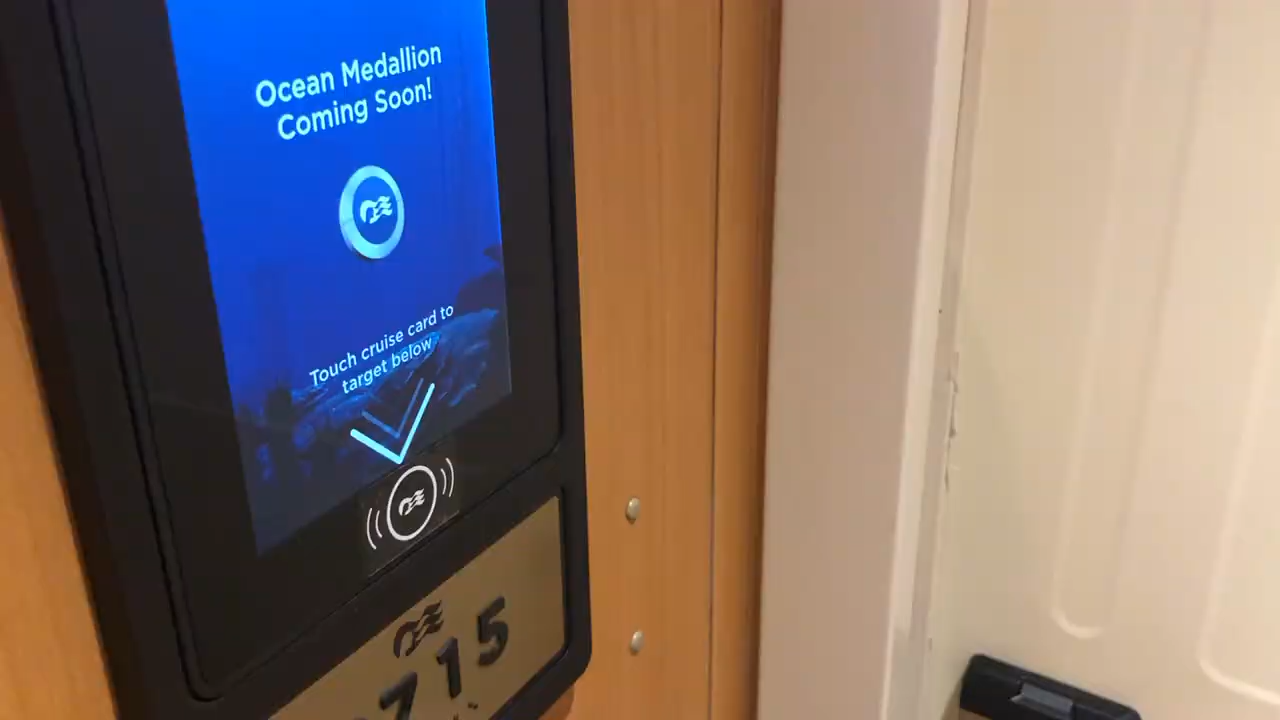 Ocean Medallion
Coming Soon!
Touch cruise card to
target below
715